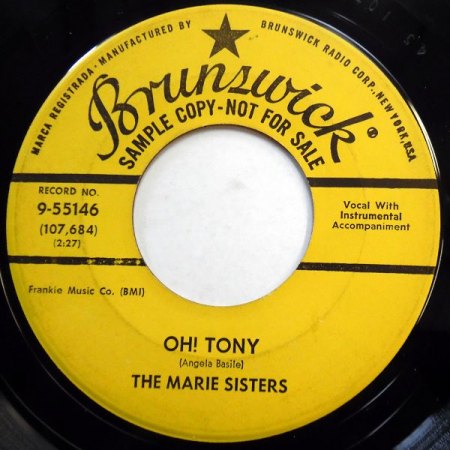 MARCA REGISTRADA - MANUFACTURED BY BRUNSWICK RADIO CORP., NEW YORK, USA
Brunswick®
SAMPLE COPY-NOT FOR SALE
RECORD NO.
9-55146
(107,684)
(2:27)
Vocal With
Instrumental
Accompaniment
Frankie Music Co. (BMI)
OH! TONY
(Angela Basile)
THE MARIE SISTERS